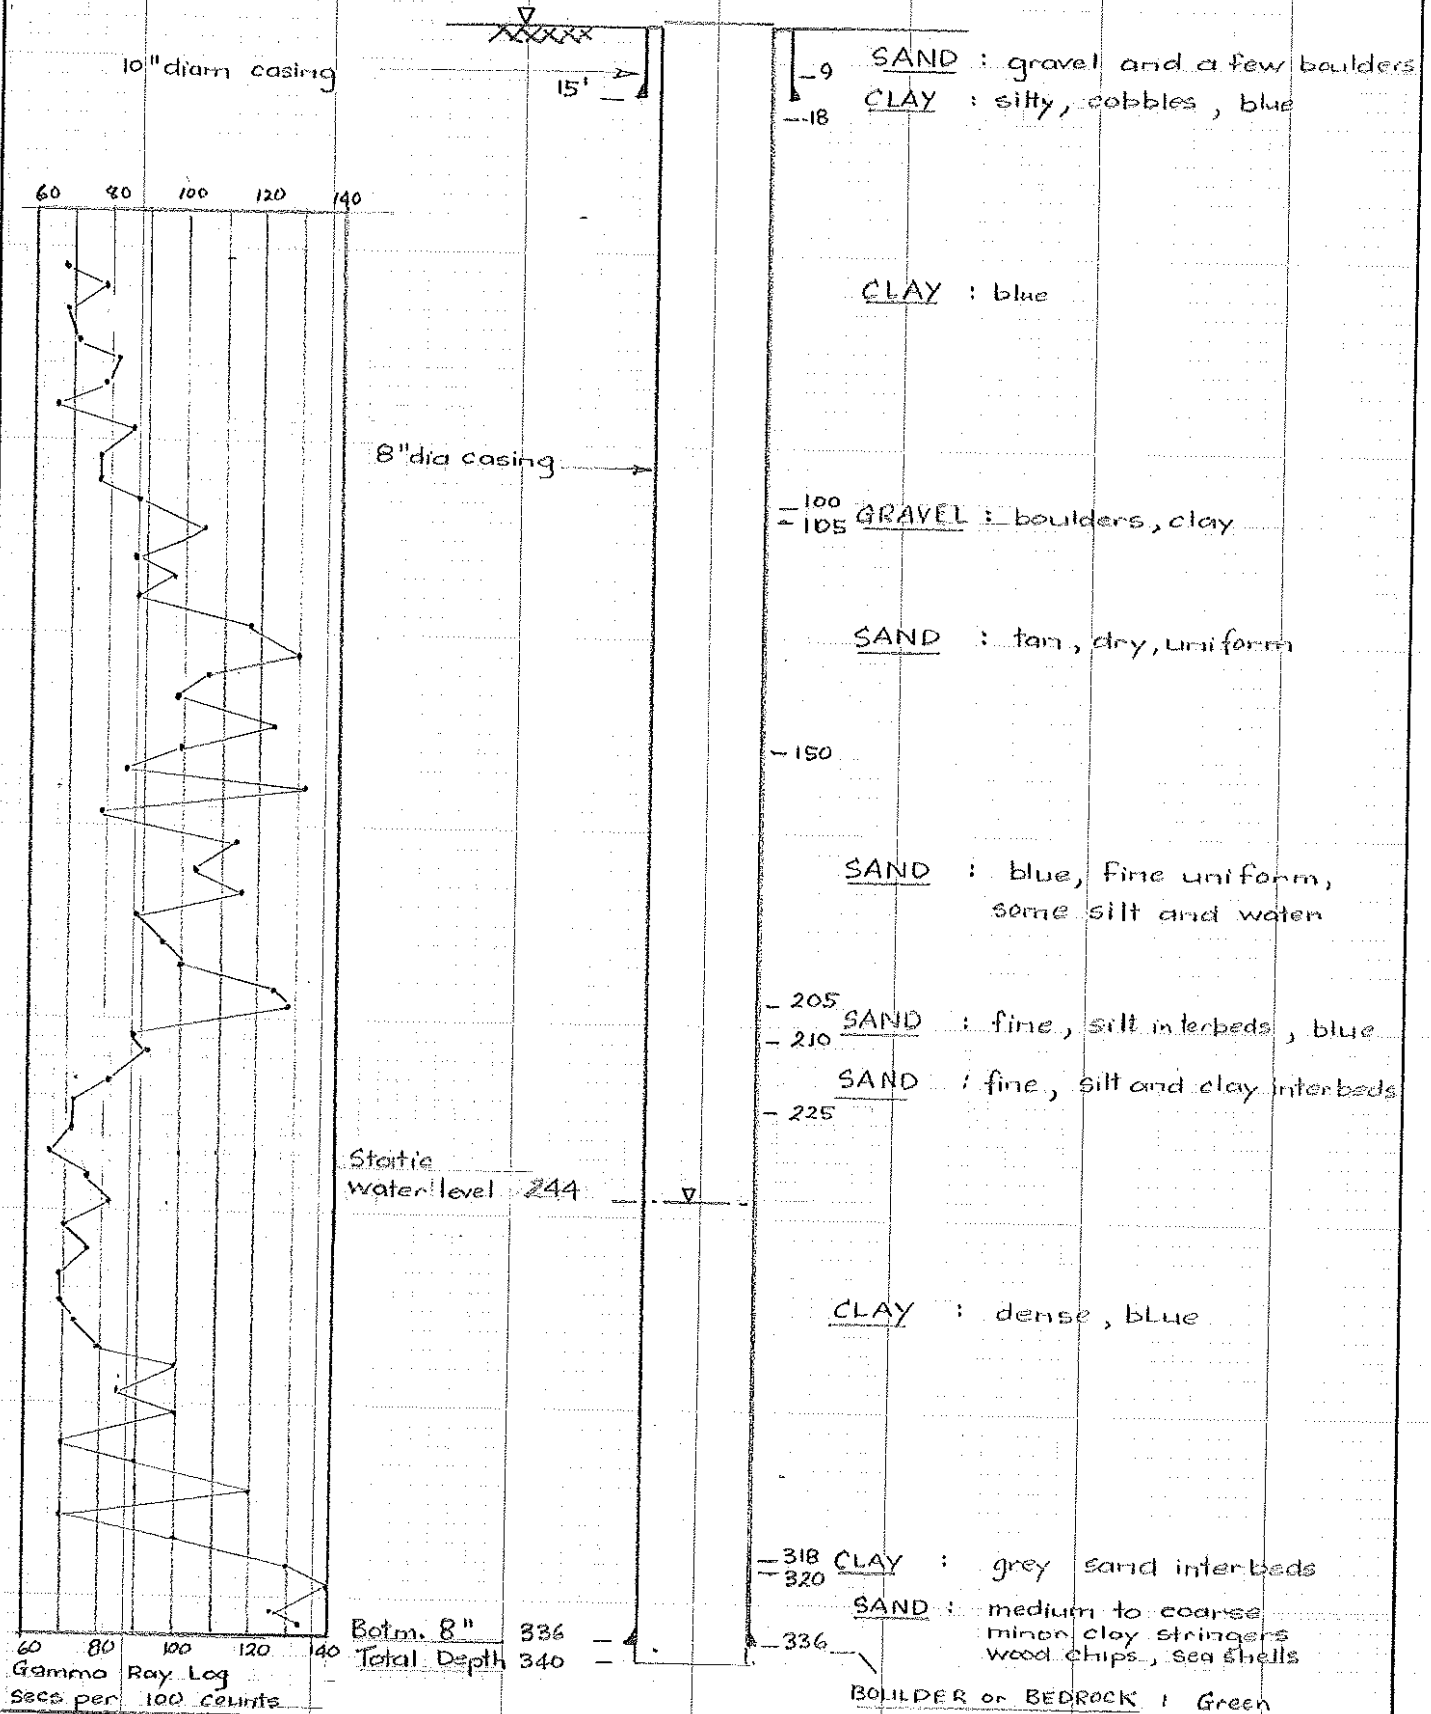 10" diam casing
15'
9
SAND : gravel and a few boulders
CLAY : silty, cobbles, blue
18
60 80 100 120 140
CLAY : blue
8" dia casing
100
105
GRAVEL : boulders, clay
SAND : tan, dry, uniform
150
SAND : blue, fine uniform,
some silt and water
205
SAND : fine, silt interbeds, blue
210
SAND : fine, silt and clay interbeds
225
Static
Water level 244
CLAY : dense, blue
318
320
CLAY : grey sand interbeds
SAND : medium to coarse
minor clay stringers
wood chips, sea shells
Botm. 8" 336
Total Depth 340
336
BOULDER or BEDROCK : Green
60 80 100 120 140
Gamma Ray Log
Secs per 100 counts